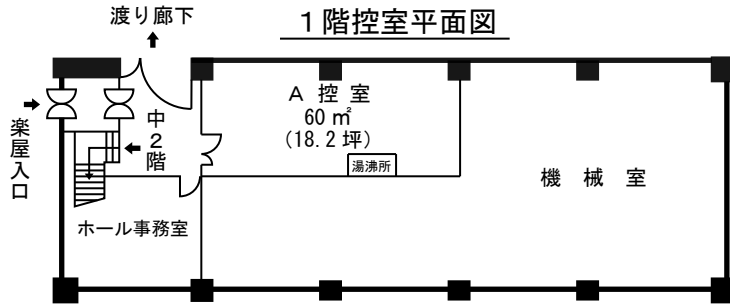 渡り廊下
１階控室平面図
A 控 室
60 ㎡
(18.2 坪)
湯沸所
中２階
楽屋入口
機 械 室
ホール事務室